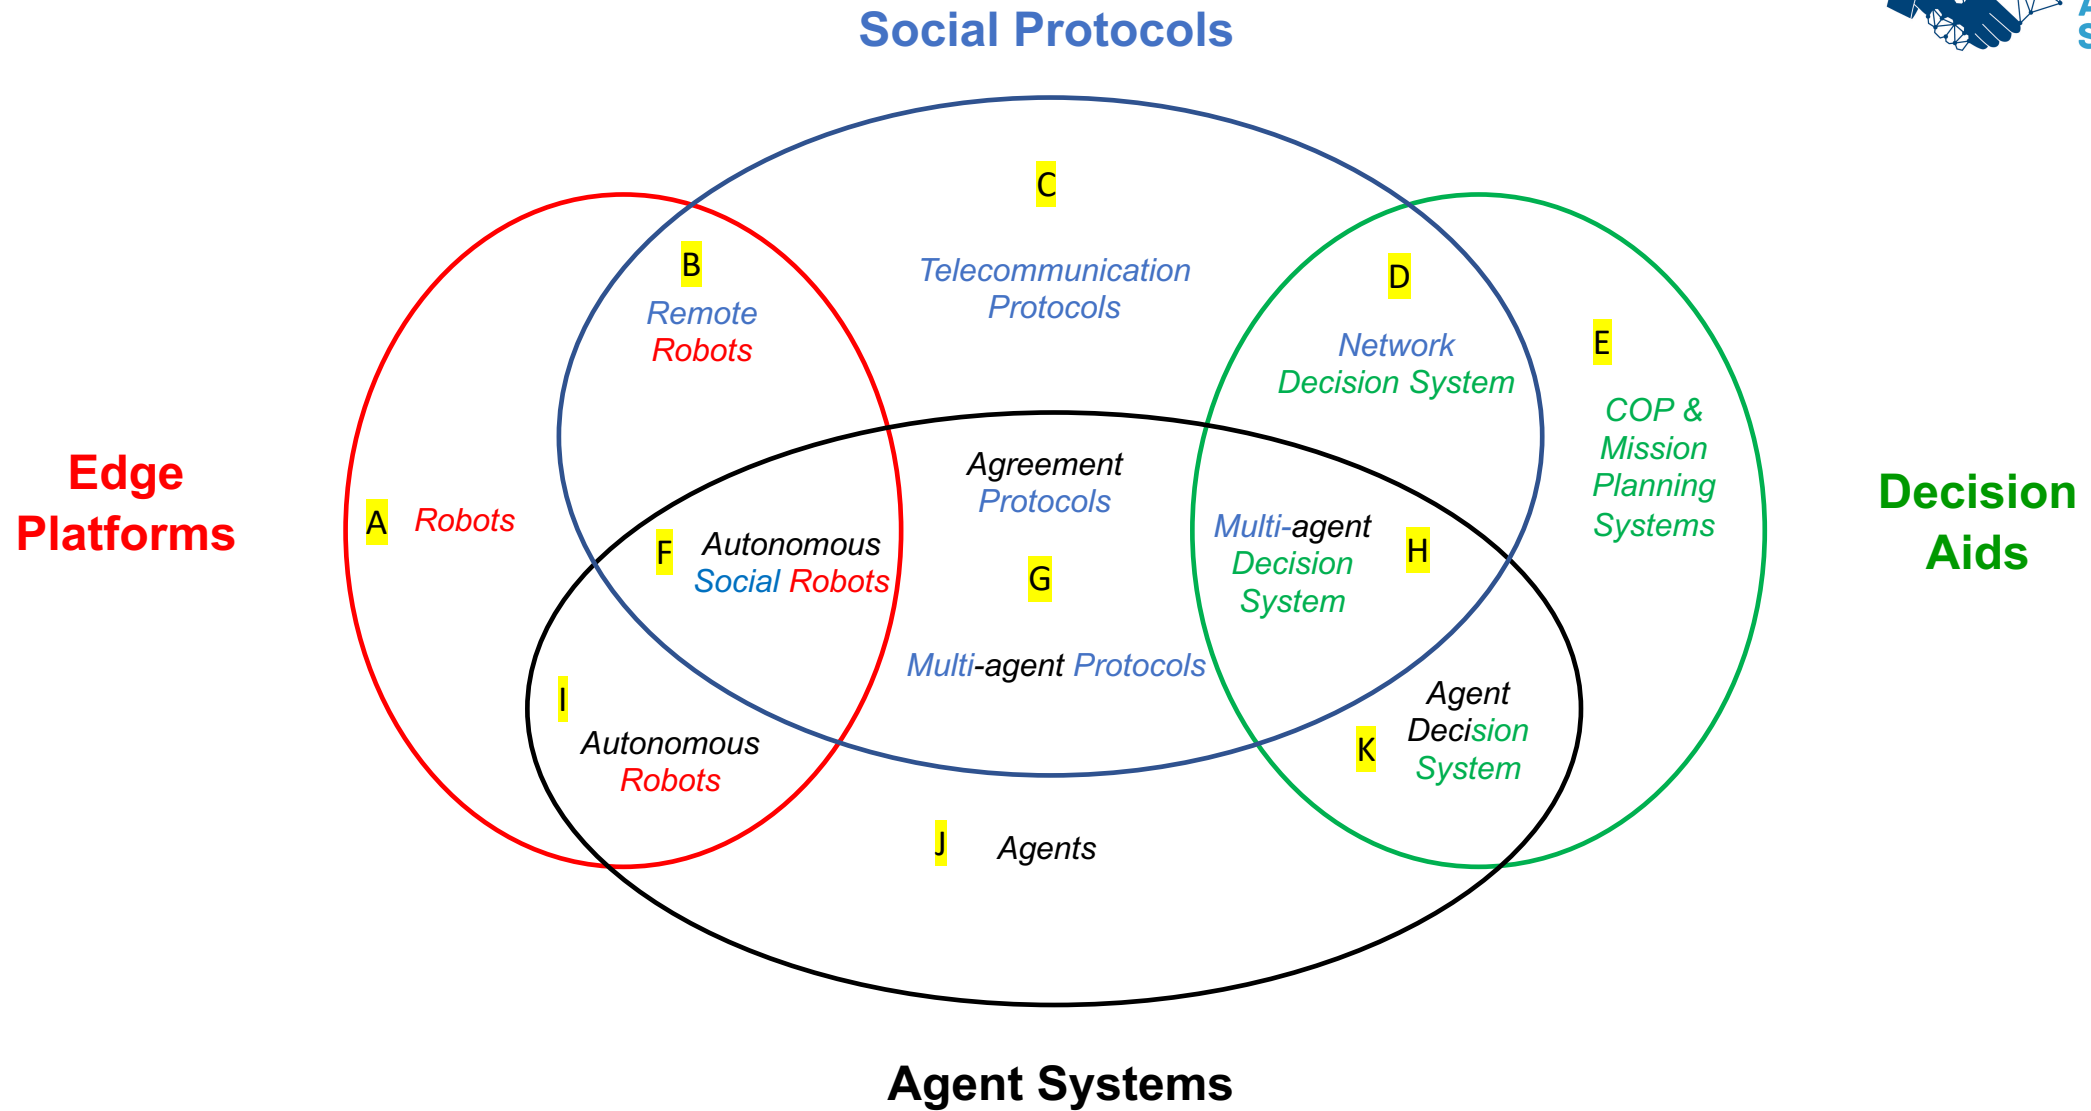 Social Protocols
C
Telecommunication
Protocols
B
Remote
Robots
D
Network
Decision System
E
COP &
Mission
Planning
Systems
Edge
Platforms
A Robots
F Autonomous
Social Robots
Agreement
Protocols
G
Multi-agent Protocols
Multi-agent
Decision
System
H
Decision
Aids
I
Autonomous
Robots
K
Agent
Decision
System
J Agents
Agent Systems